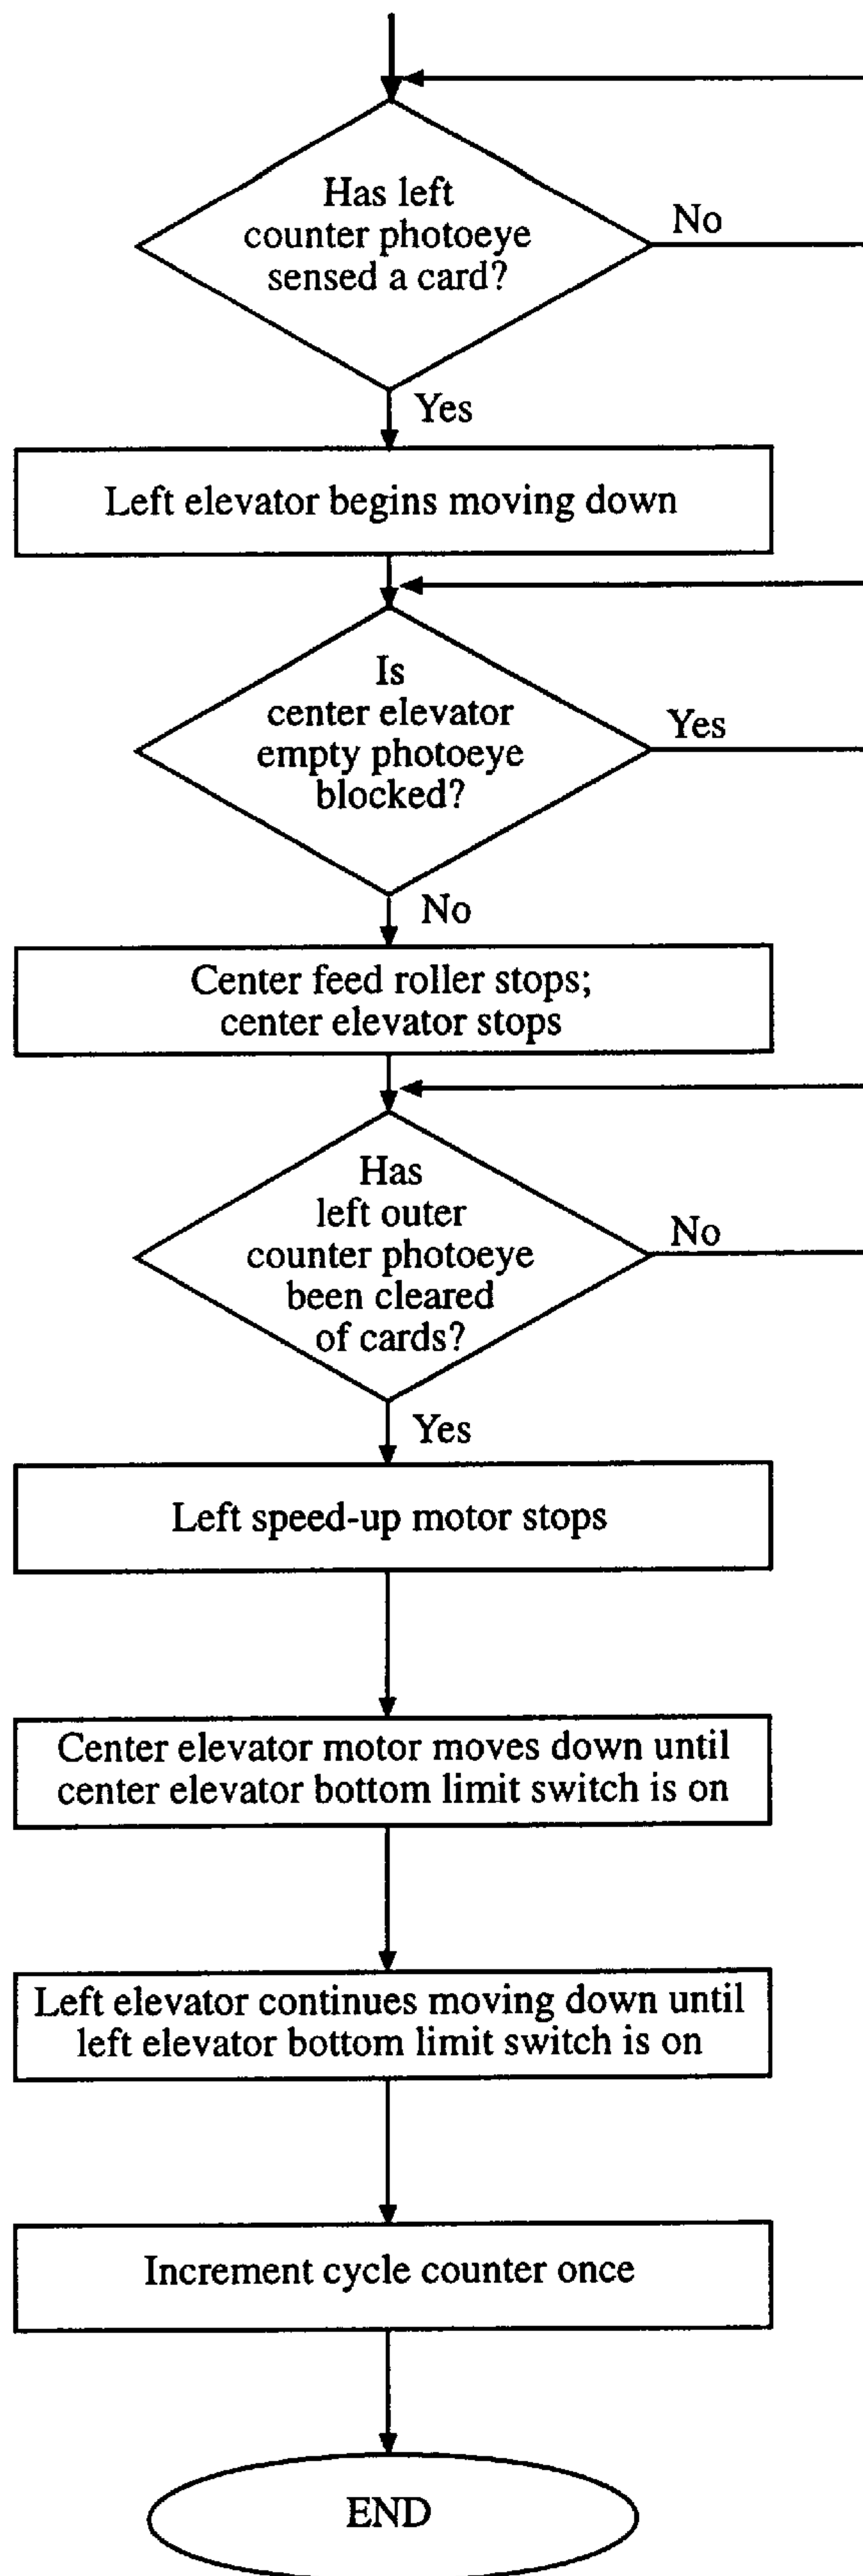 Has left
counter photoeye
sensed a card?
No
Yes
Left elevator begins moving down
Is
center elevator
empty photoeye
blocked?
Yes
No
Center feed roller stops;
center elevator stops
Has
left outer
counter photoeye
been cleared
of cards?
No
Yes
Left speed-up motor stops
Center elevator motor moves down until
center elevator bottom limit switch is on
Left elevator continues moving down until
left elevator bottom limit switch is on
Increment cycle counter once
END